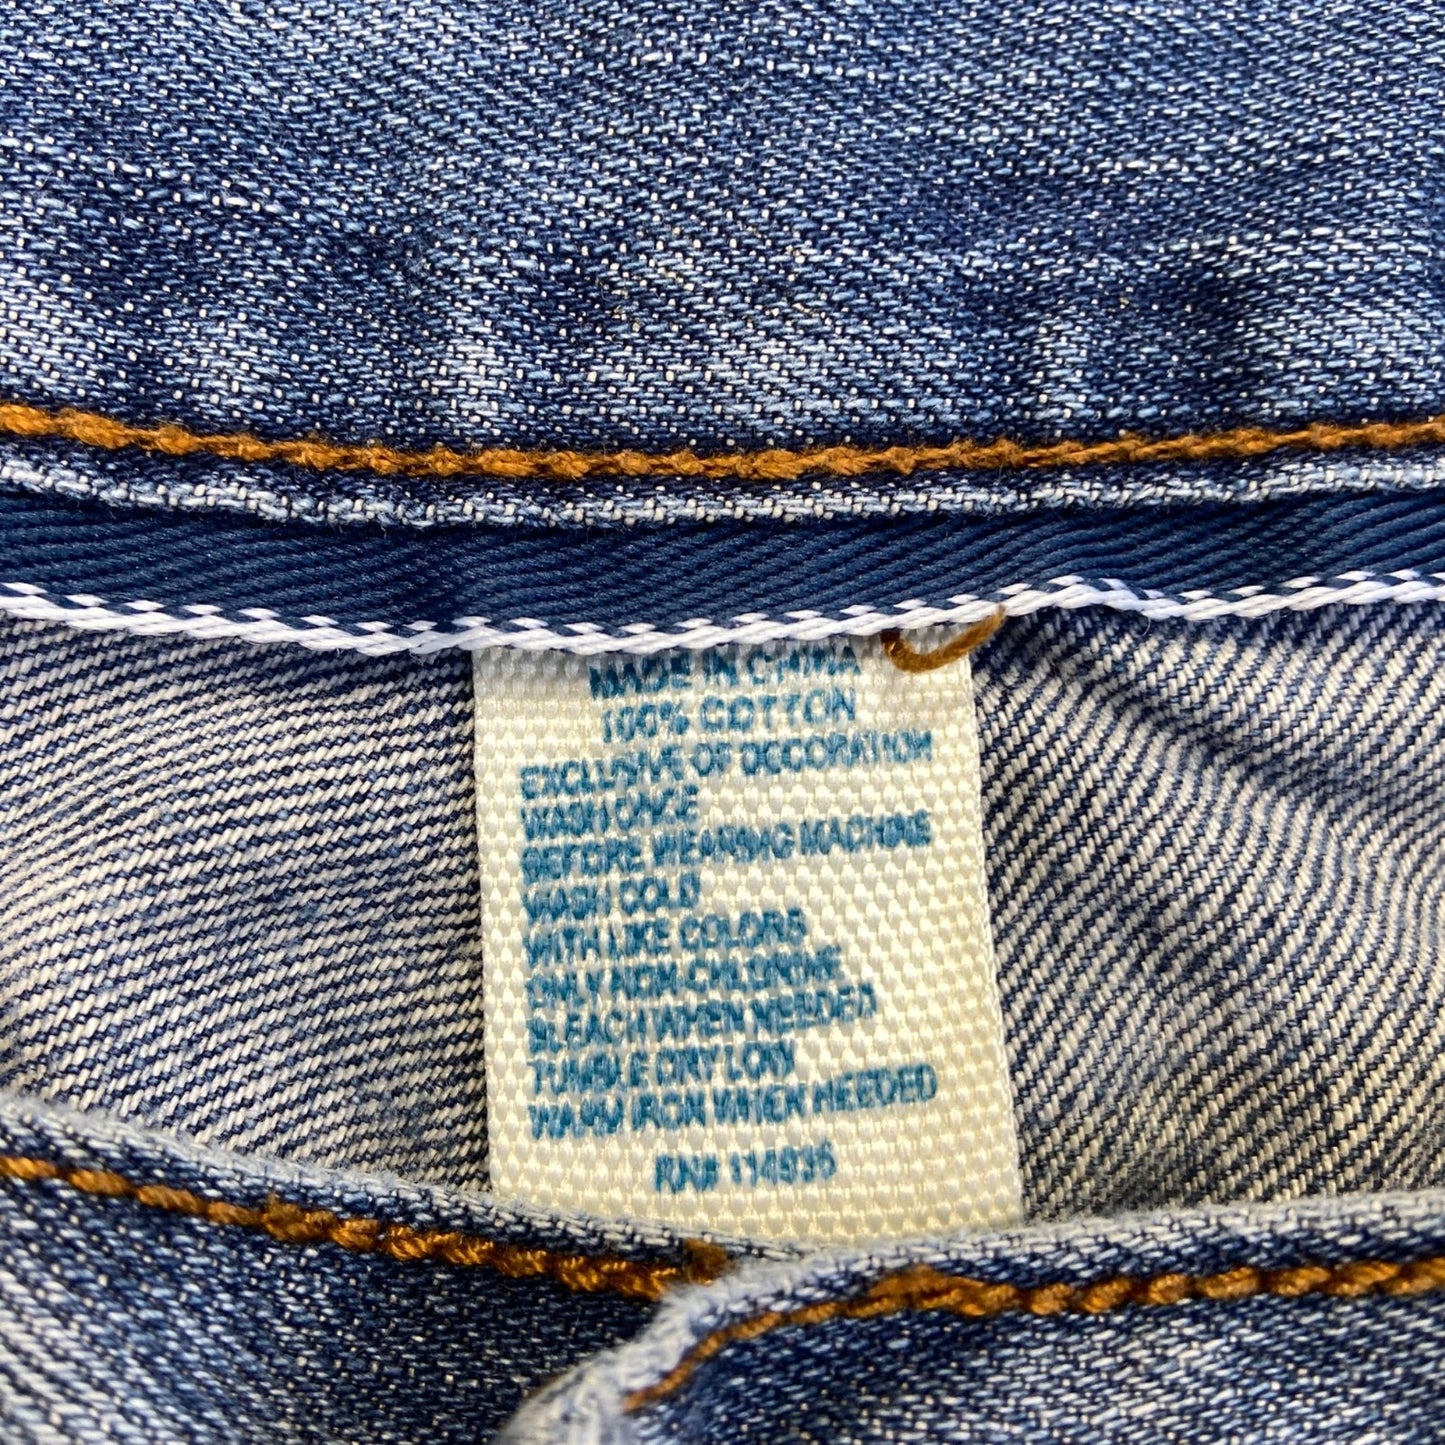 MADE IN CHINA
100% COTTON
EXCLUSIVE OF DECORATION
WASH ONCE
BEFORE WEARING MACHINE
WASH COLD
WITH LIKE COLORS
ONLY NON-CHLORINE
BLEACH WHEN NEEDED
TUMBLE DRY LOW
WARM IRON WHEN NEEDED
RN# 114935